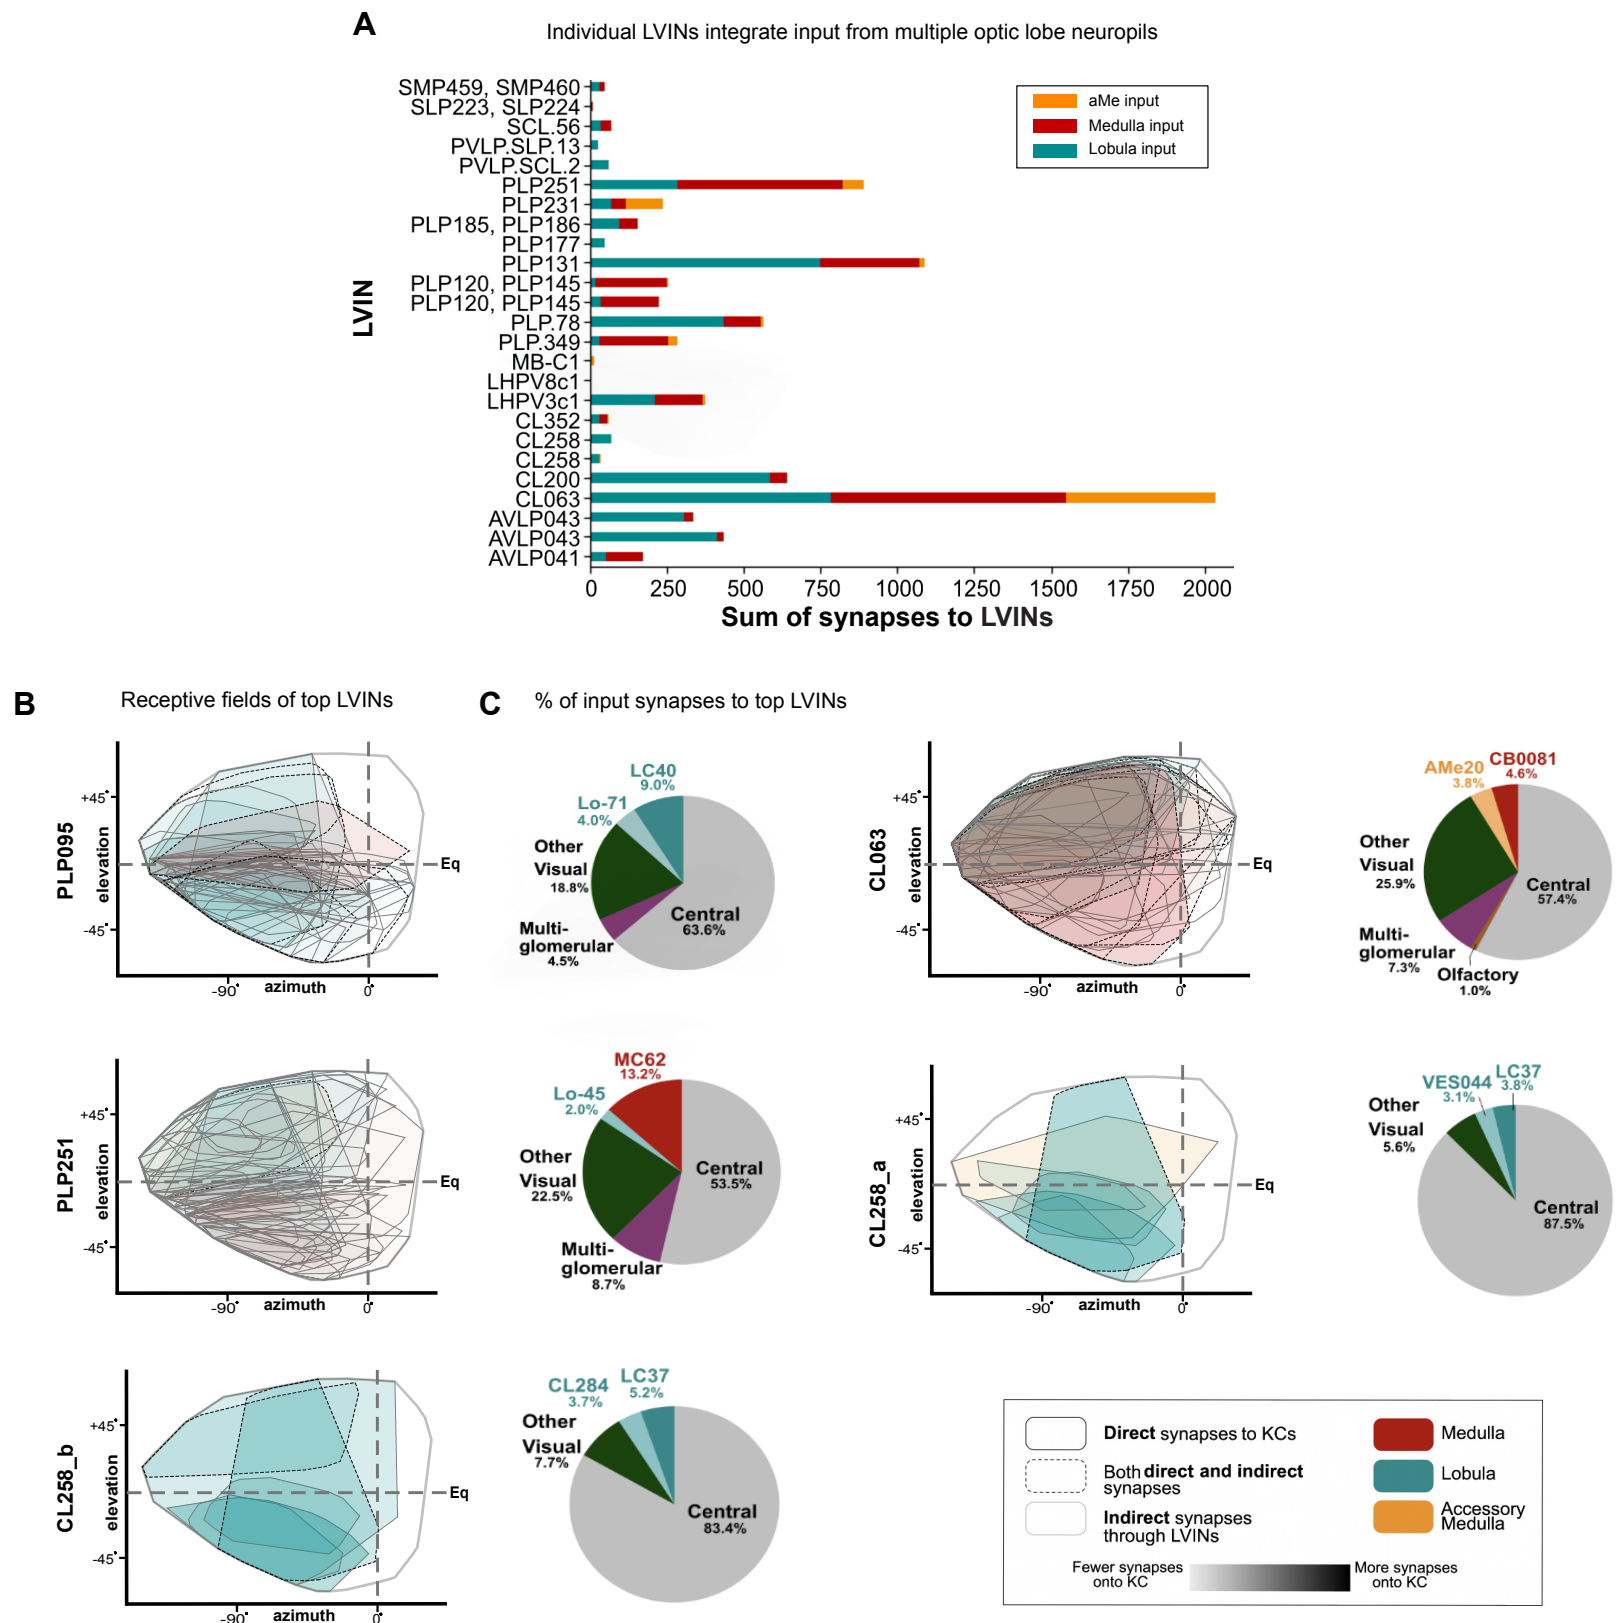 A
Individual LVINs integrate input from multiple optic lobe neuropils
LVIN
SMP459, SMP460
SLP223, SLP224
SCL.56
PVLP.SLP.13
PVLP.SCL.2
PLP251
PLP231
PLP185, PLP186
PLP177
PLP131
PLP120, PLP145
PLP120, PLP145
PLP.78
PLP.349
MB-C1
LHPV8c1
LHPV3c1
CL352
CL258
CL258
CL200
CL063
AVLP043
AVLP043
AVLP041
aMe input
Medulla input
Lobula input
0 250 500 750 1000 1250 1500 1750 2000
Sum of synapses to LVINs
B
Receptive fields of top LVINs
C
% of input synapses to top LVINs
PLP095
elevation
+45°
-45°
Eq
-90°
azimuth
0°
LC40
9.0%
Lo-71
4.0%
Other
Visual
18.8%
Multi-
glomerular
4.5%
Central
63.6%
CL063
elevation
+45°
-45°
Eq
-90°
azimuth
0°
CB0081
4.6%
AMe20
3.8%
Other
Visual
25.9%
Multi-
glomerular
7.3%
Olfactory
1.0%
Central
57.4%
PLP251
elevation
+45°
-45°
Eq
-90°
azimuth
0°
MC62
13.2%
Lo-45
2.0%
Other
Visual
22.5%
Multi-
glomerular
8.7%
Central
53.5%
CL258_a
elevation
+45°
-45°
Eq
-90°
azimuth
0°
LC37
3.8%
VES044
3.1%
Other
Visual
5.6%
Central
87.5%
CL258_b
elevation
+45°
-45°
Eq
-90°
azimuth
0°
LC37
5.2%
CL284
3.7%
Other
Visual
7.7%
Central
83.4%
Direct synapses to KCs
Both direct and indirect
synapses
Indirect synapses
through LVINs
Medulla
Lobula
Accessory
Medulla
Fewer synapses
onto KC
More synapses
onto KC